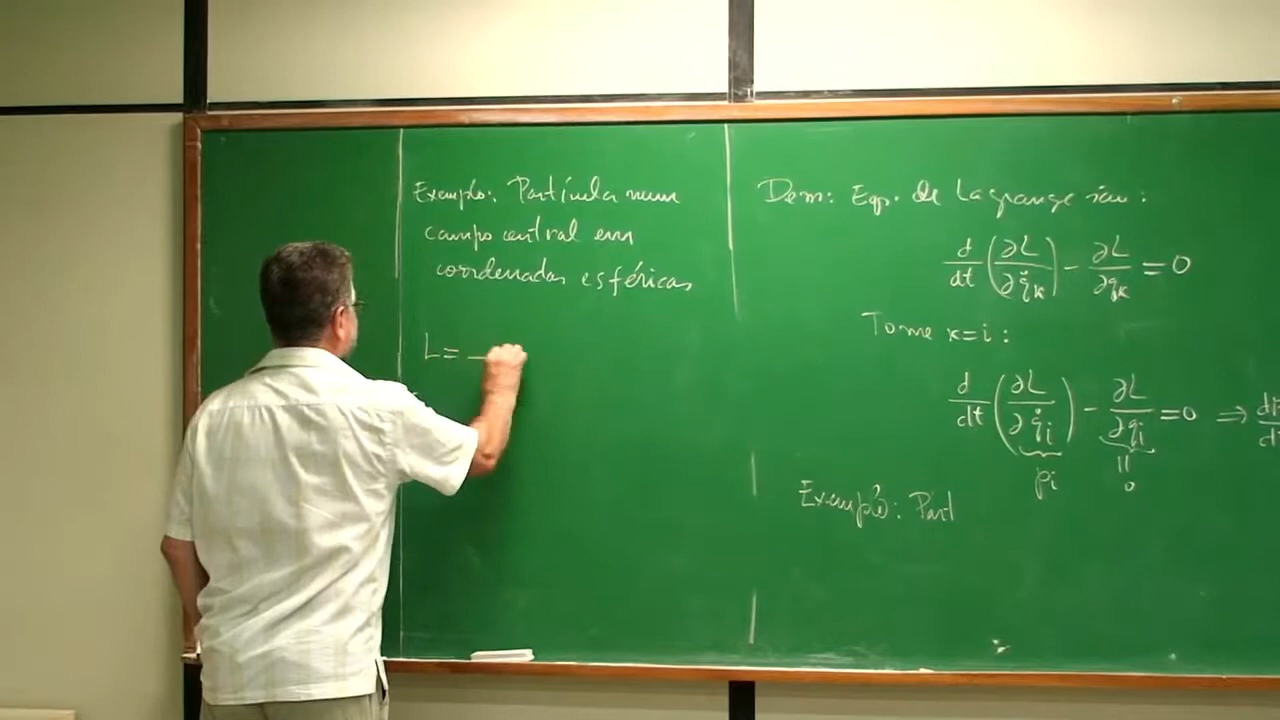 Exemplo: Partícula num
campo central em
coordenadas esféricas
L= —
Dem: Eqs. de Lagrange são:
d/dt (∂L/∂q̇ₖ) − ∂L/∂qₖ = 0
Tome k=i :
d/dt (∂L/∂q̇ᵢ) − ∂L/∂qᵢ = 0 ⇒
pᵢ = 0
Exemplo: Part